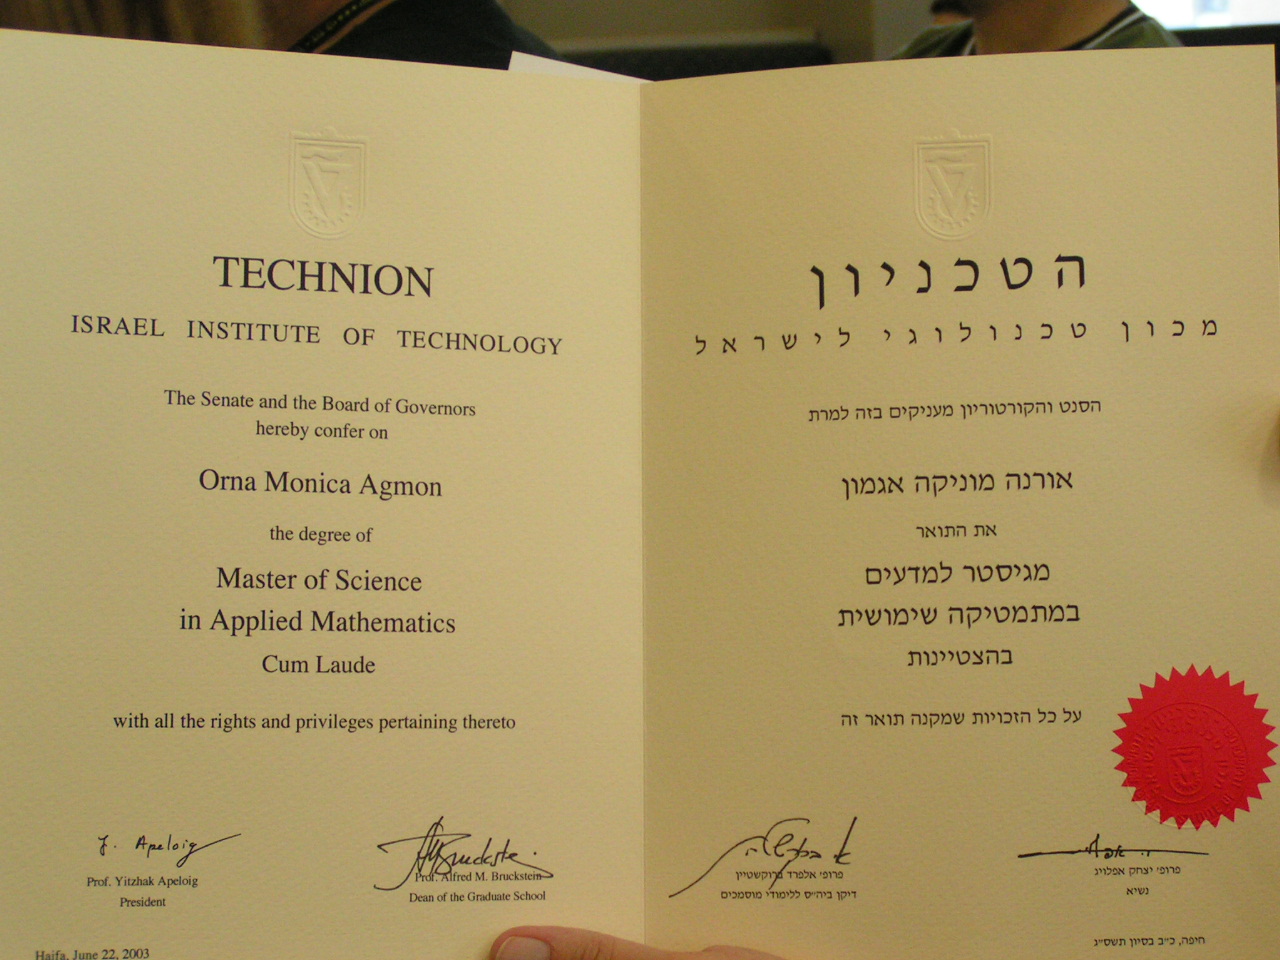 TECHNION
ISRAEL INSTITUTE OF TECHNOLOGY
The Senate and the Board of Governors
hereby confer on
Orna Monica Agmon
the degree of
Master of Science
in Applied Mathematics
Cum Laude
with all the rights and privileges pertaining thereto
Y. Apeloig
Prof. Yitzhak Apeloig
President
A M Bruckstein
Prof. Alfred M. Bruckstein
Dean of the Graduate School
Haifa, June 22, 2003
הטכניון
מכון טכנולוגי לישראל
הסנט והקורטוריון מעניקים בזה למרת
אורנה מוניקה אגמון
את התואר
מגיסטר למדעים
במתמטיקה שימושית
בהצטיינות
על כל הזכויות שמקנה תואר זה
פרופ׳ יצחק אפלויג
נשיא
פרופ׳ אלפרד ברוקשטיין
דיקן ביה״ס ללימודי מוסמכים
חיפה, כ״ב בסיון תשס״ג